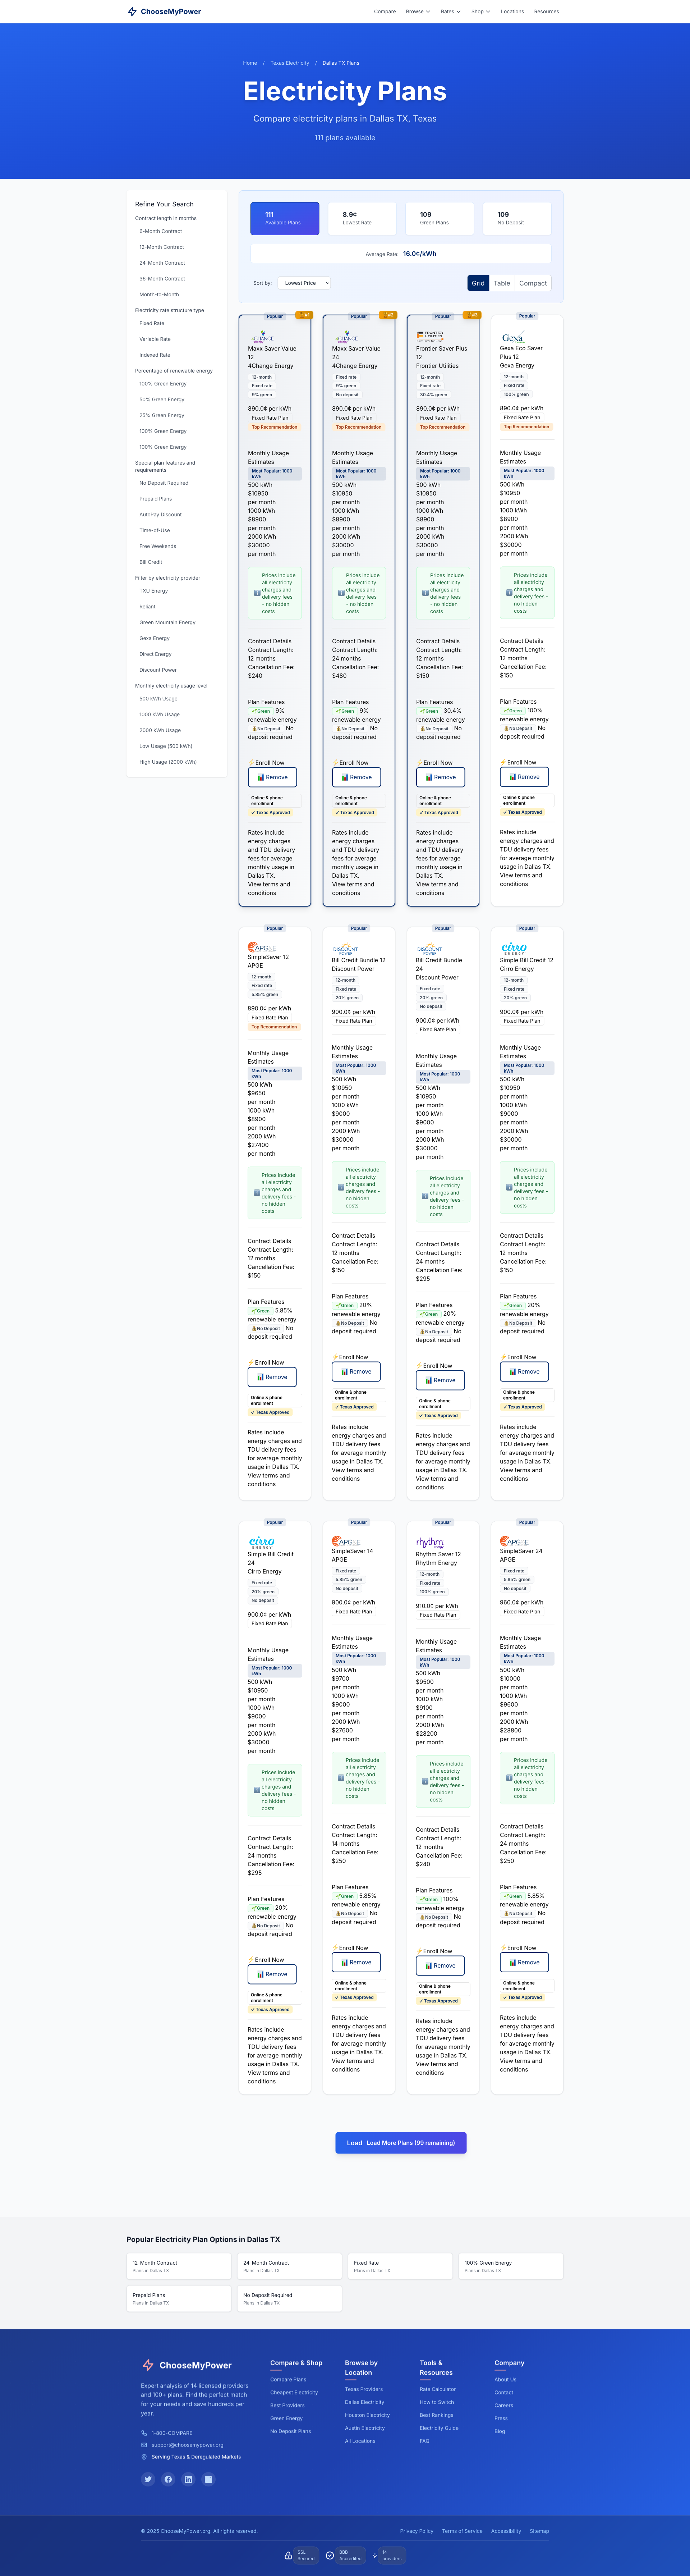 ChooseMyPower
Compare Browse Rates Shop Locations Resources
Home / Texas Electricity / Dallas TX Plans
Electricity Plans
Compare electricity plans in Dallas TX, Texas
111 plans available
Refine Your Search
Contract length in months
6-Month Contract
12-Month Contract
24-Month Contract
36-Month Contract
Month-to-Month
Electricity rate structure type
Fixed Rate
Variable Rate
Indexed Rate
Percentage of renewable energy
100% Green Energy
50% Green Energy
25% Green Energy
100% Green Energy
100% Green Energy
Special plan features and
requirements
No Deposit Required
Prepaid Plans
AutoPay Discount
Time-of-Use
Free Weekends
Bill Credit
Filter by electricity provider
TXU Energy
Reliant
Green Mountain Energy
Gexa Energy
Direct Energy
Discount Power
Monthly electricity usage level
500 kWh Usage
1000 kWh Usage
2000 kWh Usage
Low Usage (500 kWh)
High Usage (2000 kWh)
111
Available Plans
8.9¢
Lowest Rate
109
Green Plans
109
No Deposit
Average Rate: 16.0¢/kWh
Sort by: Lowest Price
Grid Table Compact
Popular
#1
4CHANGE
ENERGY
Maxx Saver Value
12
4Change Energy
12-month
Fixed rate
9% green
890.0¢ per kWh
Fixed Rate Plan
Top Recommendation
Monthly Usage
Estimates
Most Popular: 1000
kWh
500 kWh
$10950
per month
1000 kWh
$8900
per month
2000 kWh
$30000
per month
Prices include
all electricity
charges and
delivery fees
- no hidden
costs
Contract Details
Contract Length:
12 months
Cancellation Fee:
$240
Plan Features
Green 9%
renewable energy
No Deposit No
deposit required
Enroll Now
Remove
Online & phone
enrollment
✓ Texas Approved
Rates include
energy charges
and TDU delivery
fees for average
monthly usage in
Dallas TX.
View terms and
conditions
Popular
#2
4CHANGE
ENERGY
Maxx Saver Value
24
4Change Energy
Fixed rate
9% green
No deposit
890.0¢ per kWh
Fixed Rate Plan
Top Recommendation
Monthly Usage
Estimates
Most Popular: 1000
kWh
500 kWh
$10950
per month
1000 kWh
$8900
per month
2000 kWh
$30000
per month
Prices include
all electricity
charges and
delivery fees
- no hidden
costs
Contract Details
Contract Length:
24 months
Cancellation Fee:
$480
Plan Features
Green 9%
renewable energy
No Deposit No
deposit required
Enroll Now
Remove
Online & phone
enrollment
✓ Texas Approved
Rates include
energy charges
and TDU delivery
fees for average
monthly usage in
Dallas TX.
View terms and
conditions
Popular
#3
FRONTIER
UTILITIES
Frontier Saver Plus
12
Frontier Utilities
12-month
Fixed rate
30.4% green
890.0¢ per kWh
Fixed Rate Plan
Top Recommendation
Monthly Usage
Estimates
Most Popular: 1000
kWh
500 kWh
$10950
per month
1000 kWh
$8900
per month
2000 kWh
$30000
per month
Prices include
all electricity
charges and
delivery fees
- no hidden
costs
Contract Details
Contract Length:
12 months
Cancellation Fee:
$150
Plan Features
Green 30.4%
renewable energy
No Deposit No
deposit required
Enroll Now
Remove
Online & phone
enrollment
✓ Texas Approved
Rates include
energy charges
and TDU delivery
fees for average
monthly usage in
Dallas TX.
View terms and
conditions
Popular
Gexa
Gexa Eco Saver
Plus 12
Gexa Energy
12-month
Fixed rate
100% green
890.0¢ per kWh
Fixed Rate Plan
Top Recommendation
Monthly Usage
Estimates
Most Popular: 1000
kWh
500 kWh
$10950
per month
1000 kWh
$8900
per month
2000 kWh
$30000
per month
Prices include
all electricity
charges and
delivery fees -
no hidden
costs
Contract Details
Contract Length:
12 months
Cancellation Fee:
$150
Plan Features
Green 100%
renewable energy
No Deposit No
deposit required
Enroll Now
Remove
Online & phone
enrollment
✓ Texas Approved
Rates include
energy charges and
TDU delivery fees
for average monthly
usage in Dallas TX.
View terms and
conditions
Popular
APG E
SimpleSaver 12
APGE
12-month
Fixed rate
5.85% green
890.0¢ per kWh
Fixed Rate Plan
Top Recommendation
Monthly Usage
Estimates
Most Popular: 1000
kWh
500 kWh
$9650
per month
1000 kWh
$8900
per month
2000 kWh
$27400
per month
Prices include
all electricity
charges and
delivery fees -
no hidden
costs
Contract Details
Contract Length:
12 months
Cancellation Fee:
$150
Plan Features
Green 5.85%
renewable energy
No Deposit No
deposit required
Enroll Now
Remove
Online & phone
enrollment
✓ Texas Approved
Rates include
energy charges and
TDU delivery fees
for average monthly
usage in Dallas TX.
View terms and
conditions
Popular
DISCOUNT
POWER
Bill Credit Bundle 12
Discount Power
12-month
Fixed rate
20% green
900.0¢ per kWh
Fixed Rate Plan
Monthly Usage
Estimates
Most Popular: 1000
kWh
500 kWh
$10950
per month
1000 kWh
$9000
per month
2000 kWh
$30000
per month
Prices include
all electricity
charges and
delivery fees -
no hidden
costs
Contract Details
Contract Length:
12 months
Cancellation Fee:
$150
Plan Features
Green 20%
renewable energy
No Deposit No
deposit required
Enroll Now
Remove
Online & phone
enrollment
✓ Texas Approved
Rates include
energy charges and
TDU delivery fees
for average monthly
usage in Dallas TX.
View terms and
conditions
Popular
DISCOUNT
POWER
Bill Credit Bundle
24
Discount Power
Fixed rate
20% green
No deposit
900.0¢ per kWh
Fixed Rate Plan
Monthly Usage
Estimates
Most Popular: 1000
kWh
500 kWh
$10950
per month
1000 kWh
$9000
per month
2000 kWh
$30000
per month
Prices include
all electricity
charges and
delivery fees -
no hidden
costs
Contract Details
Contract Length:
24 months
Cancellation Fee:
$295
Plan Features
Green 20%
renewable energy
No Deposit No
deposit required
Enroll Now
Remove
Online & phone
enrollment
✓ Texas Approved
Rates include
energy charges and
TDU delivery fees
for average monthly
usage in Dallas TX.
View terms and
conditions
Popular
cirro
ENERGY
Simple Bill Credit 12
Cirro Energy
12-month
Fixed rate
20% green
900.0¢ per kWh
Fixed Rate Plan
Monthly Usage
Estimates
Most Popular: 1000
kWh
500 kWh
$10950
per month
1000 kWh
$9000
per month
2000 kWh
$30000
per month
Prices include
all electricity
charges and
delivery fees -
no hidden
costs
Contract Details
Contract Length:
12 months
Cancellation Fee:
$150
Plan Features
Green 20%
renewable energy
No Deposit No
deposit required
Enroll Now
Remove
Online & phone
enrollment
✓ Texas Approved
Rates include
energy charges and
TDU delivery fees
for average monthly
usage in Dallas TX.
View terms and
conditions
Popular
cirro
ENERGY
Simple Bill Credit
24
Cirro Energy
Fixed rate
20% green
No deposit
900.0¢ per kWh
Fixed Rate Plan
Monthly Usage
Estimates
Most Popular: 1000
kWh
500 kWh
$10950
per month
1000 kWh
$9000
per month
2000 kWh
$30000
per month
Prices include
all electricity
charges and
delivery fees -
no hidden
costs
Contract Details
Contract Length:
24 months
Cancellation Fee:
$295
Plan Features
Green 20%
renewable energy
No Deposit No
deposit required
Enroll Now
Remove
Online & phone
enrollment
✓ Texas Approved
Rates include
energy charges and
TDU delivery fees
for average monthly
usage in Dallas TX.
View terms and
conditions
Popular
APG E
SimpleSaver 14
APGE
Fixed rate
5.85% green
No deposit
900.0¢ per kWh
Fixed Rate Plan
Monthly Usage
Estimates
Most Popular: 1000
kWh
500 kWh
$9700
per month
1000 kWh
$9000
per month
2000 kWh
$27600
per month
Prices include
all electricity
charges and
delivery fees -
no hidden
costs
Contract Details
Contract Length:
14 months
Cancellation Fee:
$250
Plan Features
Green 5.85%
renewable energy
No Deposit No
deposit required
Enroll Now
Remove
Online & phone
enrollment
✓ Texas Approved
Rates include
energy charges and
TDU delivery fees
for average monthly
usage in Dallas TX.
View terms and
conditions
Popular
rhythm
Rhythm Saver 12
Rhythm Energy
12-month
Fixed rate
100% green
910.0¢ per kWh
Fixed Rate Plan
Monthly Usage
Estimates
Most Popular: 1000
kWh
500 kWh
$9500
per month
1000 kWh
$9100
per month
2000 kWh
$28200
per month
Prices include
all electricity
charges and
delivery fees -
no hidden
costs
Contract Details
Contract Length:
12 months
Cancellation Fee:
$240
Plan Features
Green 100%
renewable energy
No Deposit No
deposit required
Enroll Now
Remove
Online & phone
enrollment
✓ Texas Approved
Rates include
energy charges and
TDU delivery fees
for average monthly
usage in Dallas TX.
View terms and
conditions
Popular
APG E
SimpleSaver 24
APGE
Fixed rate
5.85% green
No deposit
960.0¢ per kWh
Fixed Rate Plan
Monthly Usage
Estimates
Most Popular: 1000
kWh
500 kWh
$10000
per month
1000 kWh
$9600
per month
2000 kWh
$28800
per month
Prices include
all electricity
charges and
delivery fees -
no hidden
costs
Contract Details
Contract Length:
24 months
Cancellation Fee:
$250
Plan Features
Green 5.85%
renewable energy
No Deposit No
deposit required
Enroll Now
Remove
Online & phone
enrollment
✓ Texas Approved
Rates include
energy charges and
TDU delivery fees
for average monthly
usage in Dallas TX.
View terms and
conditions
Load Load More Plans (99 remaining)
Popular Electricity Plan Options in Dallas TX
12-Month Contract
Plans in Dallas TX
24-Month Contract
Plans in Dallas TX
Fixed Rate
Plans in Dallas TX
100% Green Energy
Plans in Dallas TX
Prepaid Plans
Plans in Dallas TX
No Deposit Required
Plans in Dallas TX
ChooseMyPower
Expert analysis of 14 licensed providers
and 100+ plans. Find the perfect match
for your needs and save hundreds per
year.
1-800-COMPARE
support@choosemypower.org
Serving Texas & Deregulated Markets
Compare & Shop
Compare Plans
Cheapest Electricity
Best Providers
Green Energy
No Deposit Plans
Browse by
Location
Texas Providers
Dallas Electricity
Houston Electricity
Austin Electricity
All Locations
Tools &
Resources
Rate Calculator
How to Switch
Best Rankings
Electricity Guide
FAQ
Company
About Us
Contact
Careers
Press
Blog
© 2025 ChooseMyPower.org. All rights reserved.
Privacy Policy Terms of Service Accessibility Sitemap
SSL
Secured
BBB
Accredited
14
providers